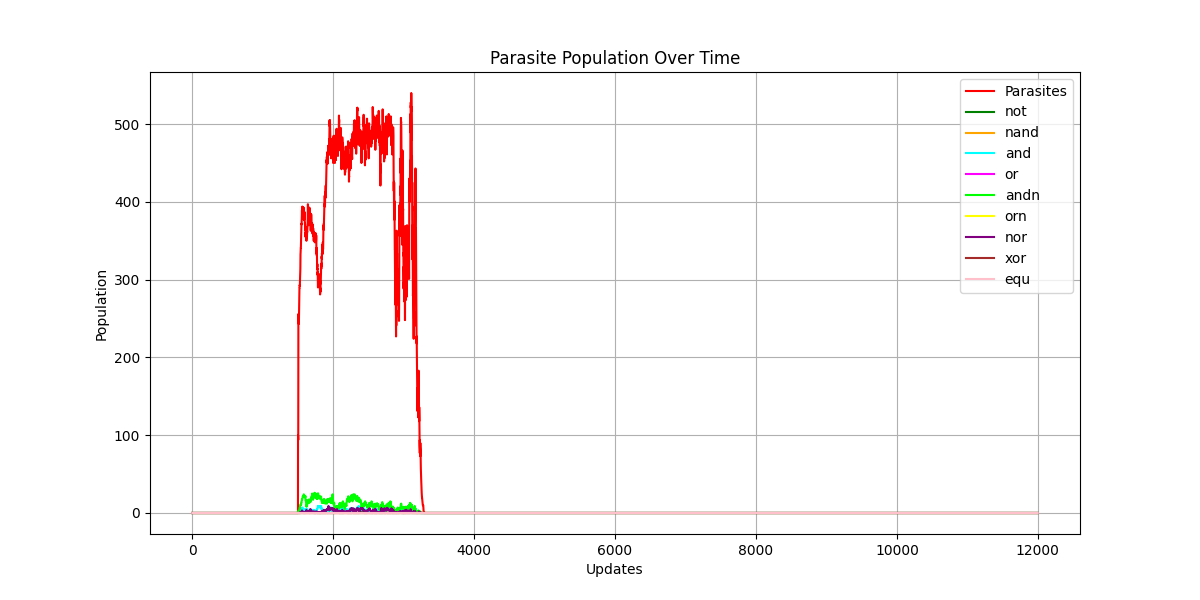 Parasite Population Over Time
Population
500
400
300
200
100
0
0 2000 4000 6000 8000 10000 12000
Updates
Parasites
not
nand
and
or
andn
orn
nor
xor
equ